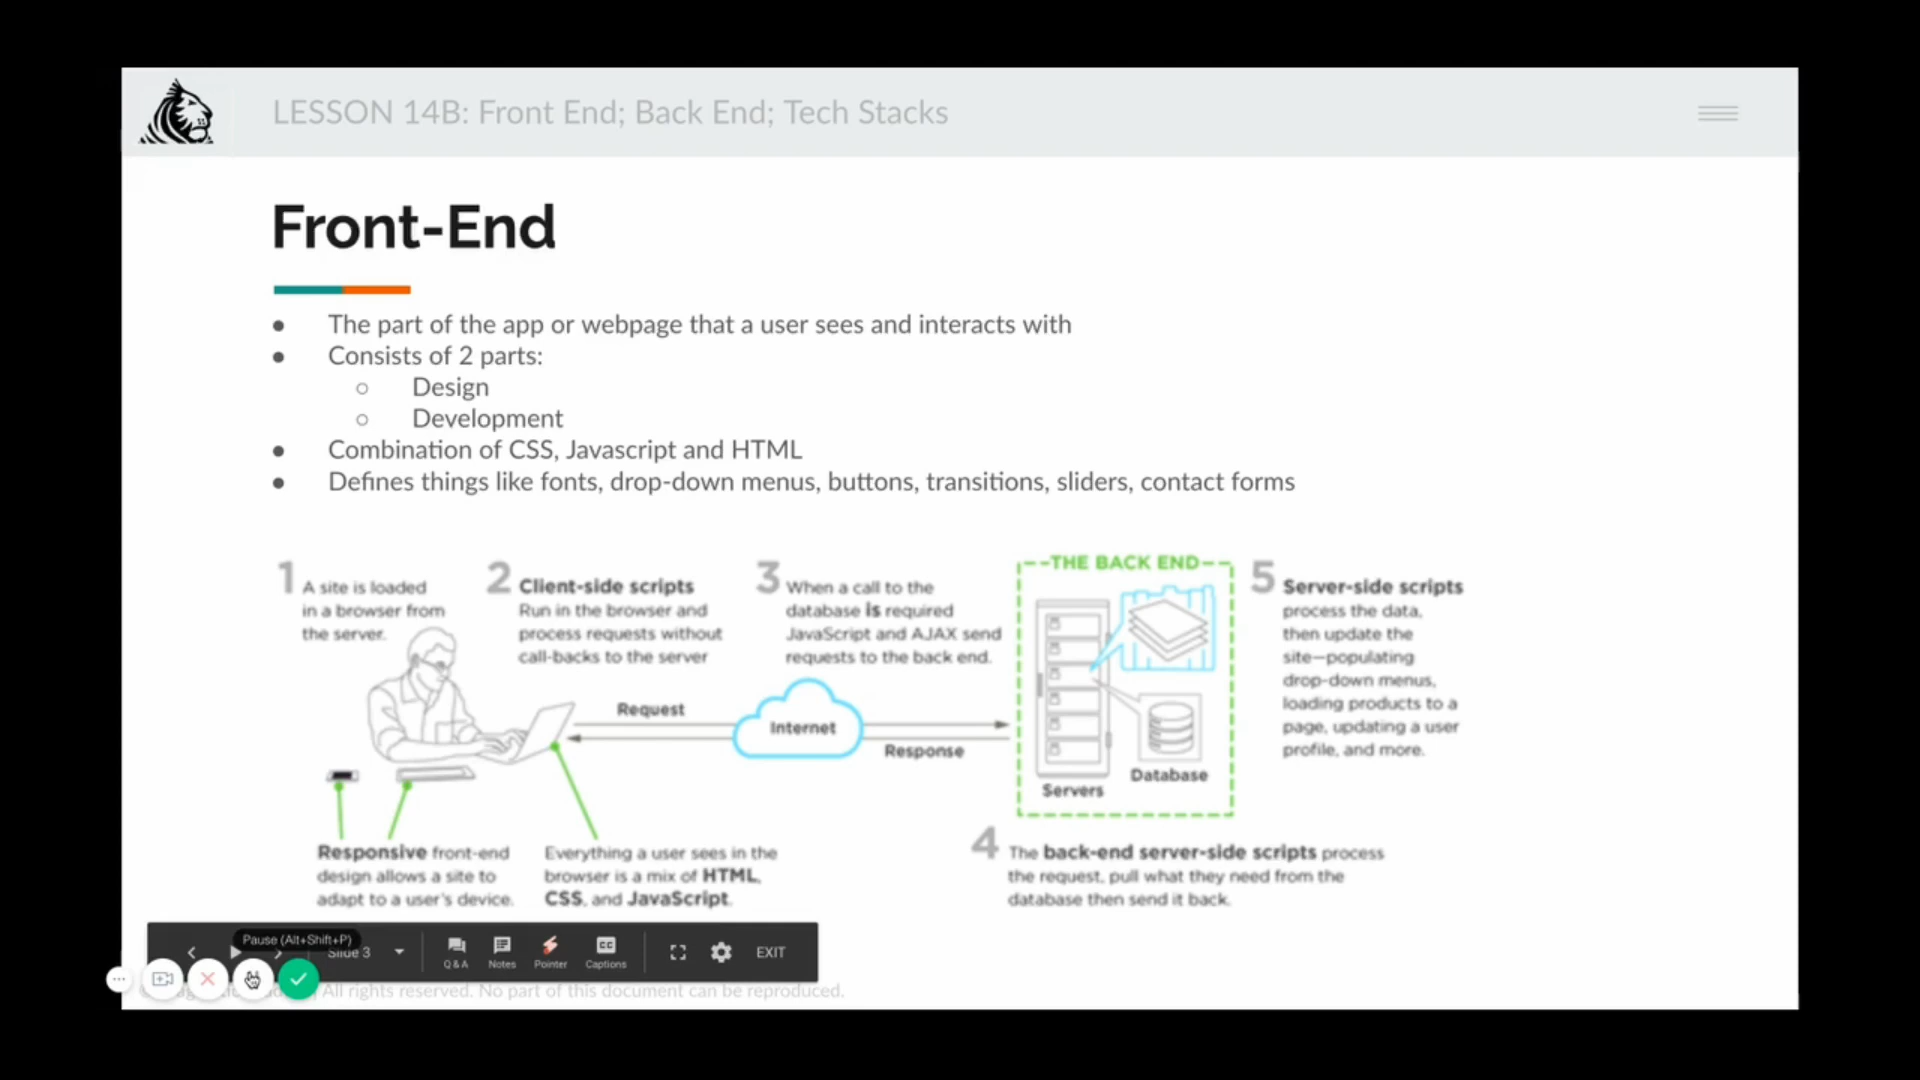 LESSON 14B: Front End; Back End; Tech Stacks
Front-End
The part of the app or webpage that a user sees and interacts with
Consists of 2 parts:
Design
Development
Combination of CSS, Javascript and HTML
Defines things like fonts, drop-down menus, buttons, transitions, sliders, contact forms
1 A site is loaded
in a browser from
the server.
2 Client-side scripts
Run in the browser and
process requests without
call-backs to the server
3 When a call to the
database is required
JavaScript and AJAX send
requests to the back end.
THE BACK END
5 Server-side scripts
process the data,
then update the
site—populating
drop-down menus,
loading products to a
page, updating a user
profile, and more.
Request
Internet
Response
Servers
Database
Responsive front-end
design allows a site to
adapt to a user's device.
Everything a user sees in the
browser is a mix of HTML,
CSS, and JavaScript.
4 The back-end server-side scripts process
the request, pull what they need from the
database then send it back.
Pause (Alt+Shift+P)
Slide 3
Q & A
Notes
Pointer
CC
Captions
EXIT
All rights reserved. No part of this document can be reproduced.